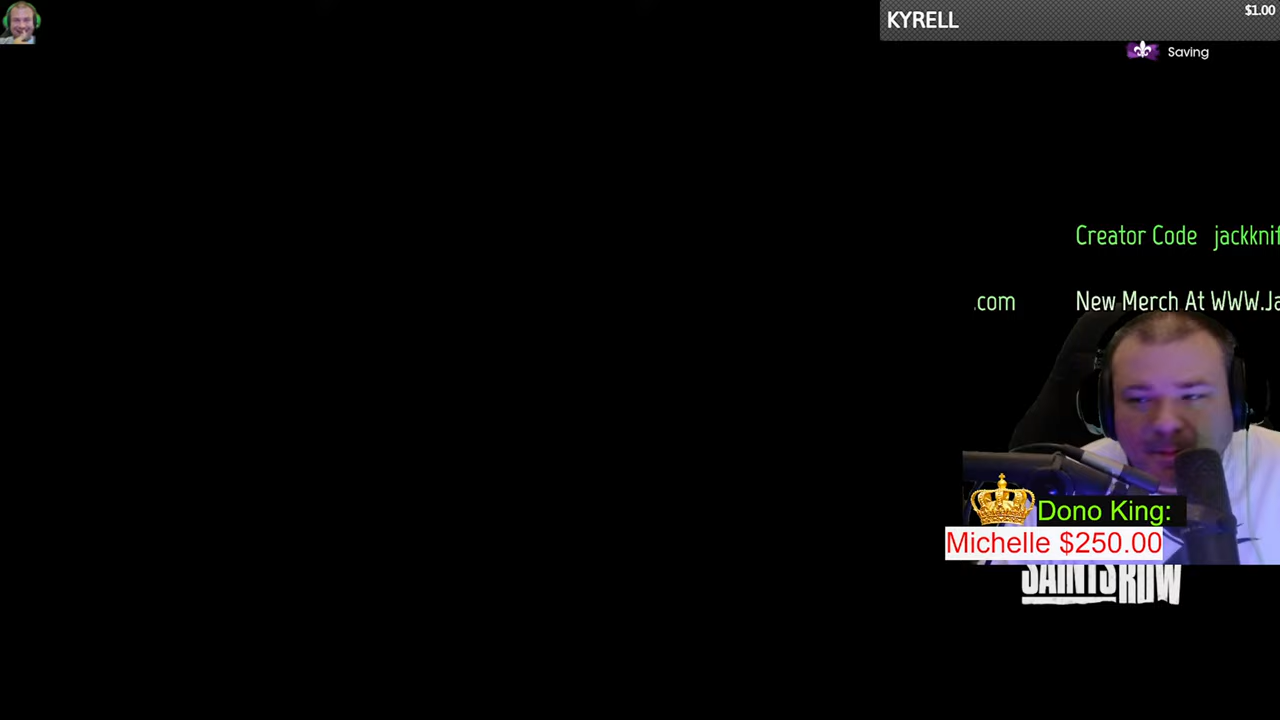 KYRELL
$1.00
Saving
Creator Code jackknif
.com New Merch At WWW.Ja
Dono King:
Michelle $250.00
SAINTS ROW